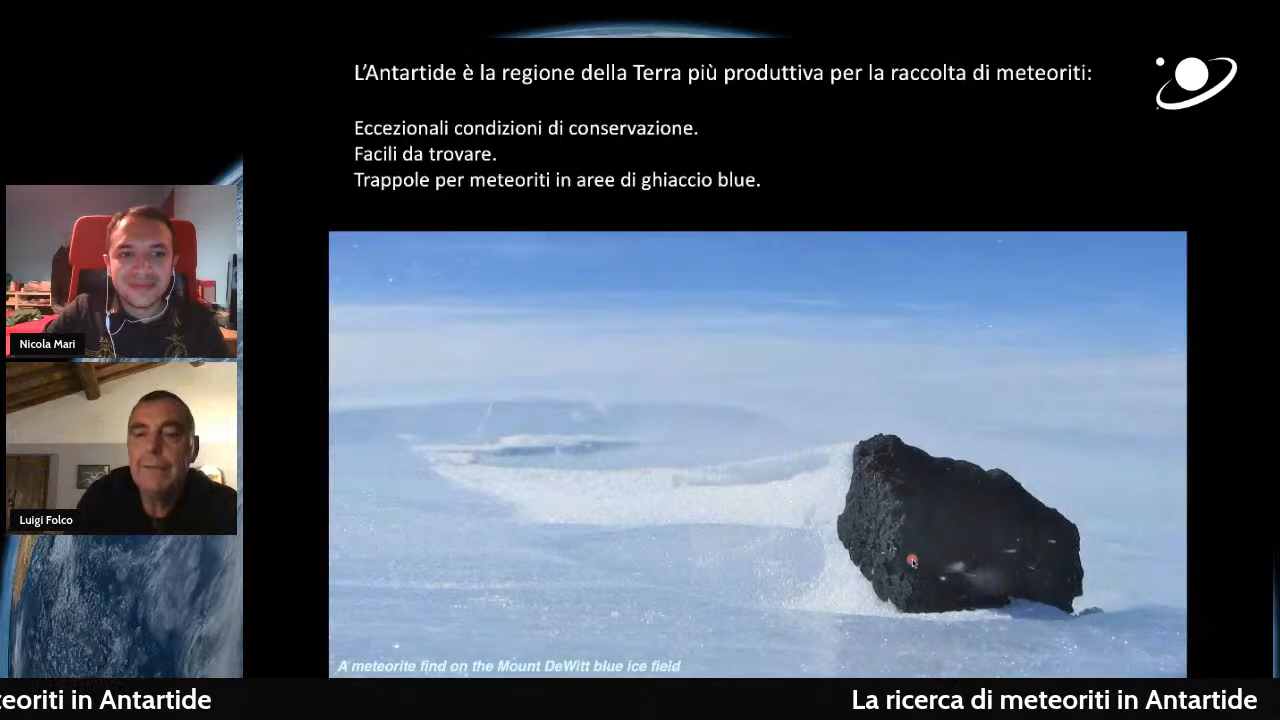 L'Antartide è la regione della Terra più produttiva per la raccolta di meteoriti:
Eccezionali condizioni di conservazione.
Facili da trovare.
Trappole per meteoriti in aree di ghiaccio blue.
Nicola Mari
Luigi Folco
A meteorite find on the Mount DeWitt blue ice field
teoriti in Antartide
La ricerca di meteoriti in Antartide